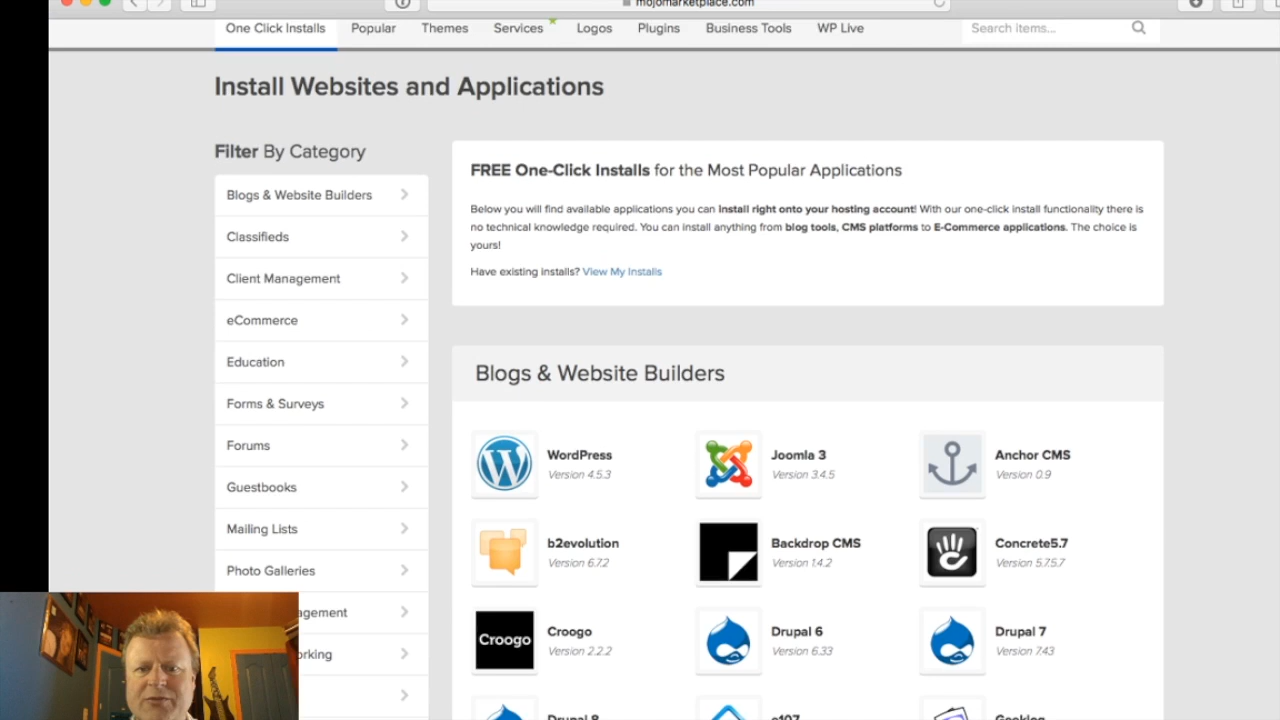 mojomarketplace.com
One Click Installs Popular Themes Services Logos Plugins Business Tools WP Live Search items...
Install Websites and Applications
Filter By Category
Blogs & Website Builders
Classifieds
Client Management
eCommerce
Education
Forms & Surveys
Forums
Guestbooks
Mailing Lists
Photo Galleries
FREE One-Click Installs for the Most Popular Applications
Below you will find available applications you can install right onto your hosting account! With our one-click install functionality there is
no technical knowledge required. You can install anything from blog tools, CMS platforms to E-Commerce applications. The choice is
yours!
Have existing installs? View My Installs
Blogs & Website Builders
WordPress
Version 4.5.3
Joomla 3
Version 3.4.5
Anchor CMS
Version 0.9
b2evolution
Version 6.7.2
Backdrop CMS
Version 1.4.2
Concrete5.7
Version 5.7.5.7
Croogo
Croogo
Version 2.2.2
Drupal 6
Version 6.33
Drupal 7
Version 7.43
Drupal 8
e107
Geeklog